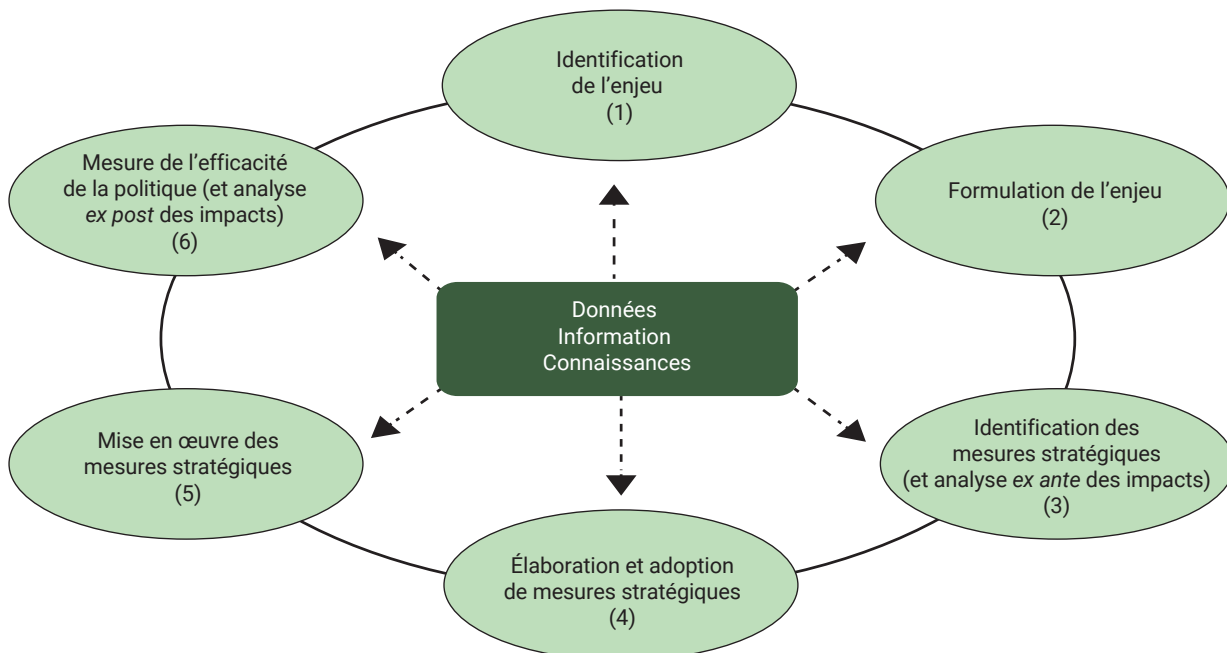 Identification
de l’enjeu
(1)
Formulation de l’enjeu
(2)
Identification des
mesures stratégiques
(et analyse ex ante des impacts)
(3)
Élaboration et adoption
de mesures stratégiques
(4)
Mise en œuvre des
mesures stratégiques
(5)
Mesure de l’efficacité
de la politique (et analyse
ex post des impacts)
(6)
Données
Information
Connaissances